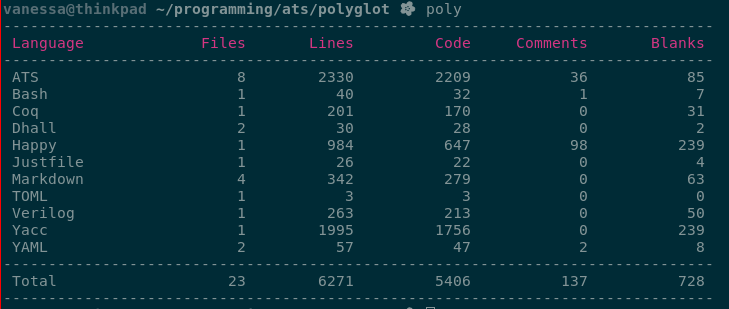 vanessa@thinkpad ~/programming/ats/polyglot poly
--------------------------------------------------------------------------------
Language Files Lines Code Comments Blanks
--------------------------------------------------------------------------------
ATS 8 2330 2209 36 85
Bash 1 40 32 1 7
Coq 1 201 170 0 31
Dhall 2 30 28 0 2
Happy 1 984 647 98 239
Justfile 1 26 22 0 4
Markdown 4 342 279 0 63
TOML 1 3 3 0 0
Verilog 1 263 213 0 50
Yacc 1 1995 1756 0 239
YAML 2 57 47 2 8
--------------------------------------------------------------------------------
Total 23 6271 5406 137 728
--------------------------------------------------------------------------------